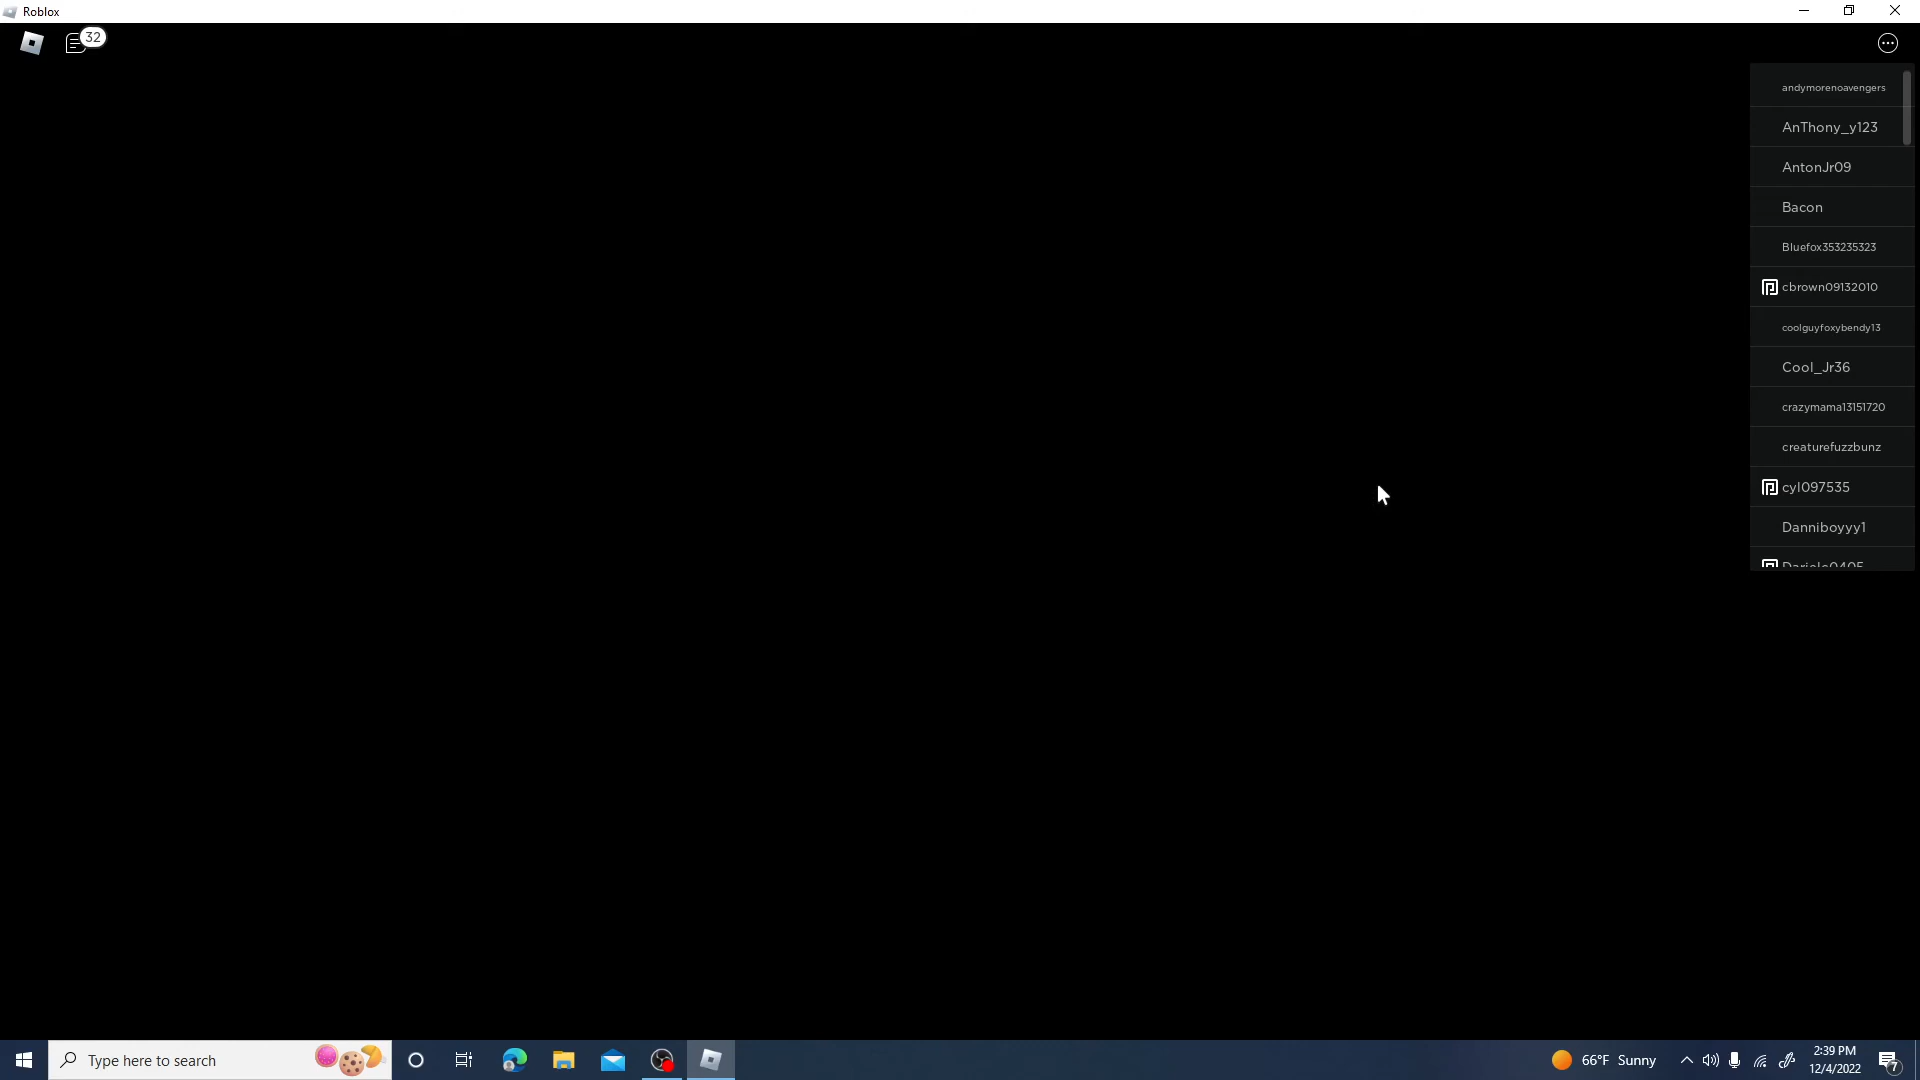 Roblox
32
andymorenoavengers
AnThony_y123
AntonJr09
Bacon
Bluefox353235323
cbrown09132010
coolguyfoxybendy13
Cool_Jr36
crazymama13151720
creaturefuzzbunz
cyl097535
Danniboyyy1
Type here to search
66°F Sunny
2:39 PM
12/4/2022
7